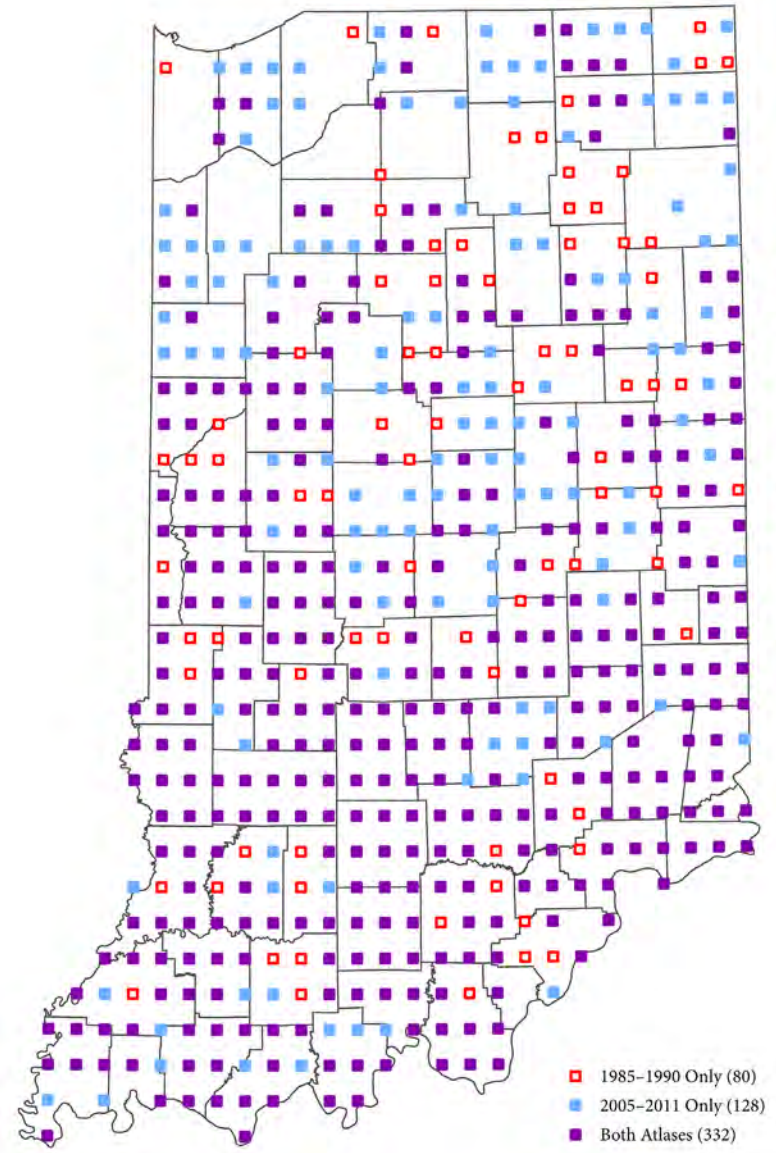 1985–1990 Only (80)
2005–2011 Only (128)
Both Atlases (332)